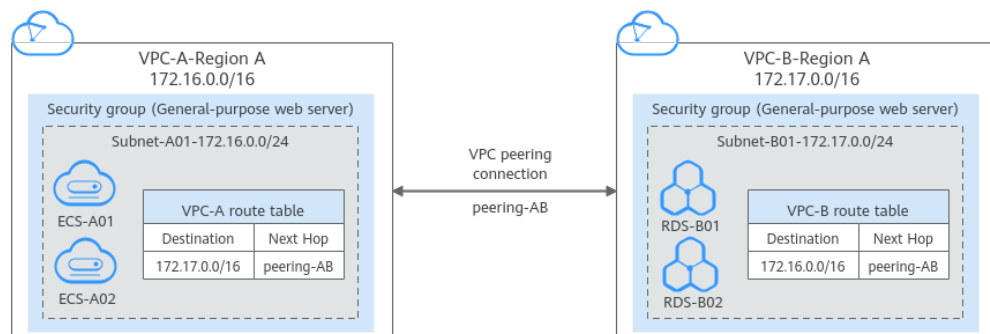 VPC-A-Region A
172.16.0.0/16
Security group (General-purpose web server)
Subnet-A01-172.16.0.0/24
ECS-A01
ECS-A02
VPC-A route table
Destination Next Hop
172.17.0.0/16 peering-AB
VPC peering
connection
peering-AB
VPC-B-Region A
172.17.0.0/16
Security group (General-purpose web server)
Subnet-B01-172.17.0.0/24
RDS-B01
RDS-B02
VPC-B route table
Destination Next Hop
172.16.0.0/16 peering-AB